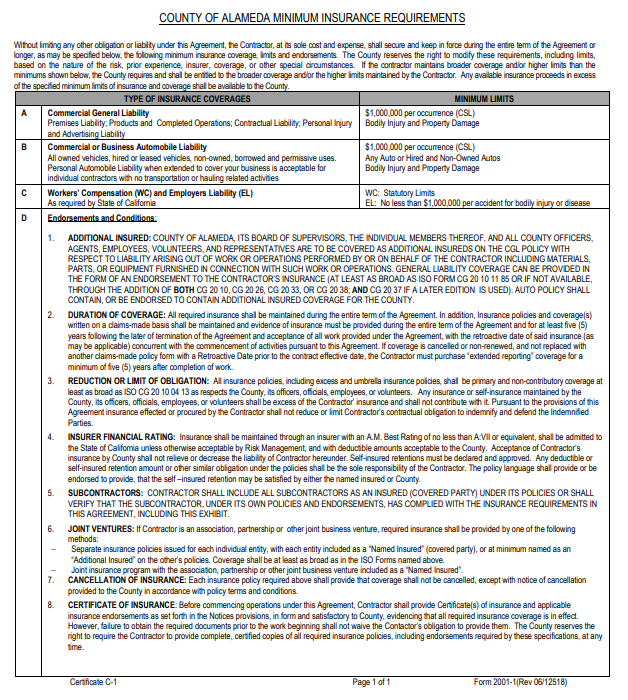 COUNTY OF ALAMEDA MINIMUM INSURANCE REQUIREMENTS
Without limiting any other obligation or liability under this Agreement, the Contractor, at its sole cost and expense, shall secure and keep in force during the entire term of the Agreement or
longer, as may be specified below, the following minimum insurance coverage, limits and endorsements. The County reserves the right to modify these requirements, including limits,
based on the nature of the risk, prior experience, insurer, coverage, or other special circumstances. If the contractor maintains broader coverage and/or higher limits than the
minimums shown below, the County requires and shall be entitled to the broader coverage and/or the higher limits maintained by the Contractor. Any available insurance proceeds in excess
of the specified minimum limits of insurance and coverage shall be available to the County.
TYPE OF INSURANCE COVERAGES MINIMUM LIMITS
A Commercial General Liability $1,000,000 per occurrence (CSL)
Premises Liability; Products and Completed Operations; Contractual Liability; Personal Injury Bodily Injury and Property Damage
and Advertising Liability
B Commercial or Business Automobile Liability $1,000,000 per occurrence (CSL)
All owned vehicles, hired or leased vehicles, non-owned, borrowed and permissive uses. Any Auto or Hired and Non-Owned Autos
Personal Automobile Liability when extended to cover your business is acceptable for Bodily Injury and Property Damage
individual contractors with no transportation or hauling related activities
C Workers' Compensation (WC) and Employers Liability (EL) WC: Statutory Limits
As required by State of California EL: No less than $1,000,000 per accident for bodily injury or disease
D Endorsements and Conditions:
1. ADDITIONAL INSURED: COUNTY OF ALAMEDA, ITS BOARD OF SUPERVISORS, THE INDIVIDUAL MEMBERS THEREOF, AND ALL COUNTY OFFICERS,
AGENTS, EMPLOYEES, VOLUNTEERS, AND REPRESENTATIVES ARE TO BE COVERED AS ADDITIONAL INSUREDS ON THE CGL POLICY WITH
RESPECT TO LIABILITY ARISING OUT OF WORK OR OPERATIONS PERFORMED BY OR ON BEHALF OF THE CONTRACTOR INCLUDING MATERIALS,
PARTS, OR EQUIPMENT FURNISHED IN CONNECTION WITH SUCH WORK OR OPERATIONS. GENERAL LIABILITY COVERAGE CAN BE PROVIDED IN
THE FORM OF AN ENDORSEMENT TO THE CONTRACTOR'S INSURANCE (AT LEAST AS BROAD AS ISO FORM CG 20 10 11 85 OR IF NOT AVAILABLE,
THROUGH THE ADDITION OF BOTH CG 20 10, CG 20 26, CG 20 33, OR CG 20 38; AND CG 20 37 IF A LATER EDITION IS USED). AUTO POLICY SHALL
CONTAIN, OR BE ENDORSED TO CONTAIN ADDITIONAL INSURED COVERAGE FOR THE COUNTY.
2. DURATION OF COVERAGE: All required insurance shall be maintained during the entire term of the Agreement. In addition, Insurance policies and coverage(s)
written on a claims-made basis shall be maintained and evidence of insurance must be provided during the entire term of the Agreement and for at least five (5)
years following the later of termination of the Agreement and acceptance of all work provided under the Agreement, with the retroactive date of said insurance (as
may be applicable) concurrent with the commencement of activities pursuant to this Agreement. If coverage is cancelled or non-renewed, and not replaced with
another claims-made policy form with a Retroactive Date prior to the contract effective date, the Contractor must purchase "extended reporting" coverage for a
minimum of five (5) years after completion of work.
3. REDUCTION OR LIMIT OF OBLIGATION: All insurance policies, including excess and umbrella insurance policies, shall be primary and non-contributory coverage at
least as broad as ISO CG 20 10 04 13 as respects the County, its officers, officials, employees, or volunteers. Any insurance or self-insurance maintained by the
County, its officers, officials, employees, or volunteers shall be excess of the Contractor' insurance and shall not contribute with it. Pursuant to the provisions of this
Agreement insurance effected or procured by the Contractor shall not reduce or limit Contractor's contractual obligation to indemnify and defend the Indemnified
Parties.
4. INSURER FINANCIAL RATING: Insurance shall be maintained through an insurer with a A.M. Best Rating of no less than A:VII or equivalent, shall be admitted to
the State of California unless otherwise acceptable by Risk Management, and with deductible amounts acceptable to the County. Acceptance of Contractor's
insurance by County shall not relieve or decrease the liability of Contractor hereunder. Self-insured retentions must be declared and approved. Any deductible or
self-insured retention amount or other similar obligation under the policies shall be the sole responsibility of the Contractor. The policy language shall provide or be
endorsed to provide, that the self –insured retention may be satisfied by either the named insured or County.
5. SUBCONTRACTORS: CONTRACTOR SHALL INCLUDE ALL SUBCONTRACTORS AS AN INSURED (COVERED PARTY) UNDER ITS POLICIES OR SHALL
VERIFY THAT THE SUBCONTRACTOR, UNDER ITS OWN POLICIES AND ENDORSEMENTS, HAS COMPLIED WITH THE INSURANCE REQUIREMENTS IN
THIS AGREEMENT, INCLUDING THIS EXHIBIT.
6. JOINT VENTURES: If Contractor is an association, partnership or other joint business venture, required insurance shall be provided by one of the following
methods:
– Separate insurance policies issued for each individual entity, with each entity included as a "Named Insured" (covered party), or at minimum named as an
"Additional Insured" on the other's policies. Coverage shall be at least as broad as in the ISO Forms named above.
– Joint insurance program with the association, partnership or other joint business venture included as a "Named Insured".
7. CANCELLATION OF INSURANCE: Each insurance policy required above shall provide that coverage shall not be cancelled, except with notice of cancellation
provided to the County in accordance with policy terms and conditions.
8. CERTIFICATE OF INSURANCE: Before commencing operations under this Agreement, Contractor shall provide Certificate(s) of insurance and applicable
insurance endorsements as set forth in the Notices provisions, in form and satisfactory to County, evidencing that all required insurance coverage is in effect.
However, failure to obtain the required documents prior to the work beginning shall not waive the Contactor's obligation to provide them. The County reserves the
right to require the Contractor to provide complete, certified copies of all required insurance policies, including endorsements required by these specifications, at any
time.
Certificate C-1 Page 1 of 1 Form 2001-1(Rev 06/12518)